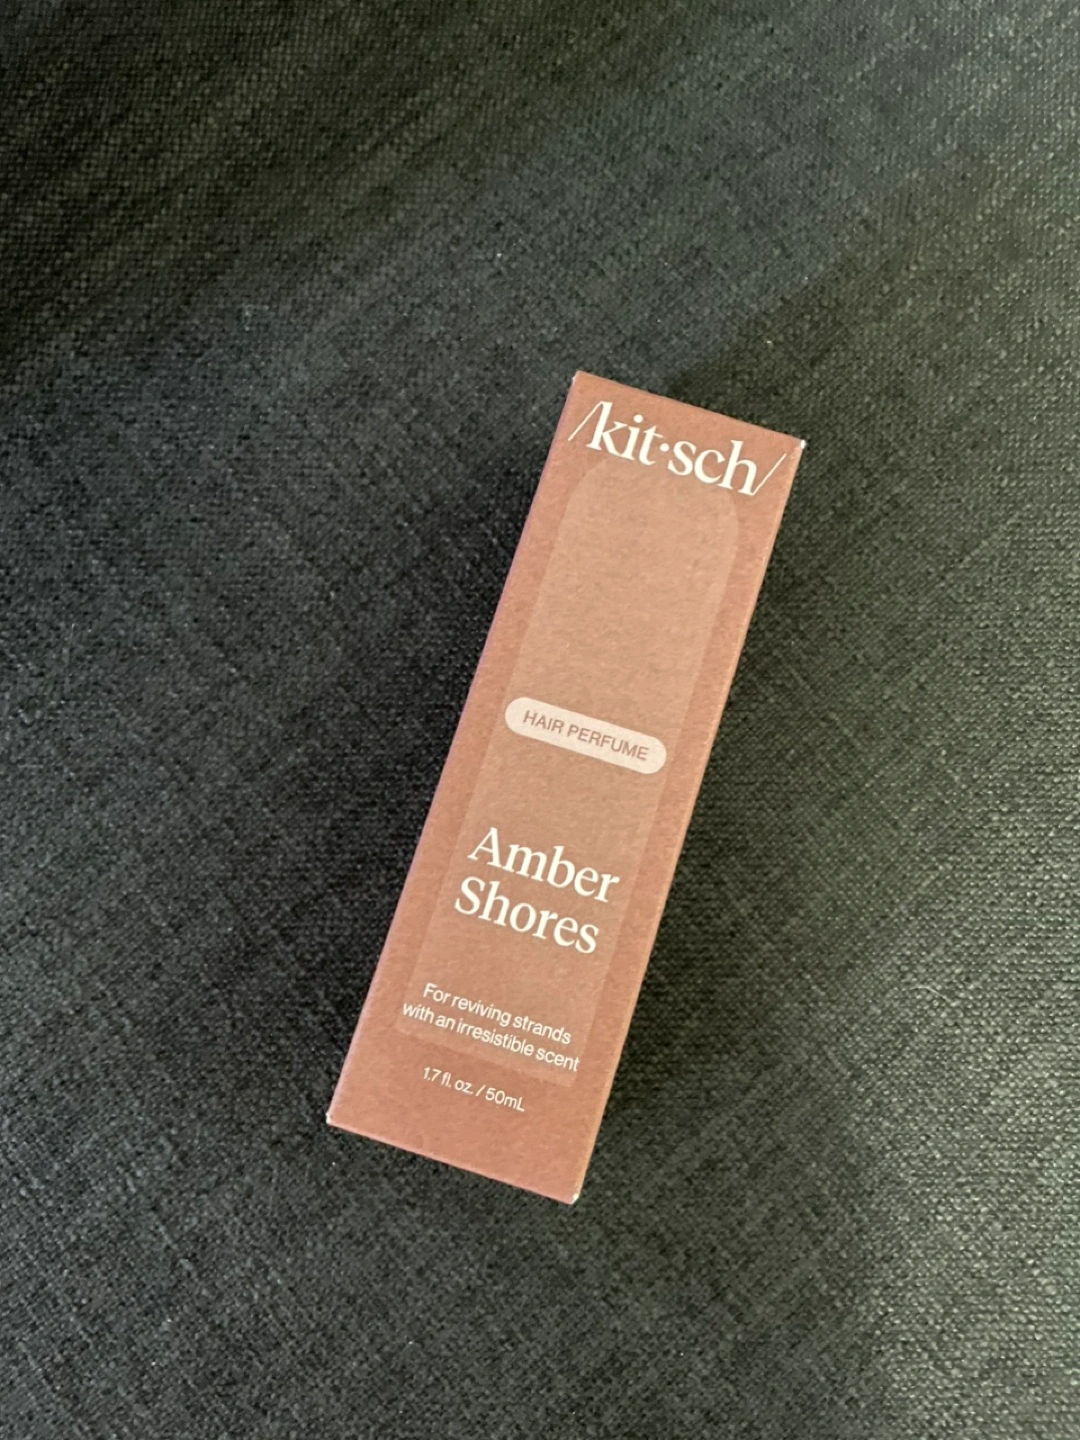 /kit·sch/
HAIR PERFUME
Amber
Shores
For reviving strands
with an irresistible scent
1.7 fl. oz. / 50mL